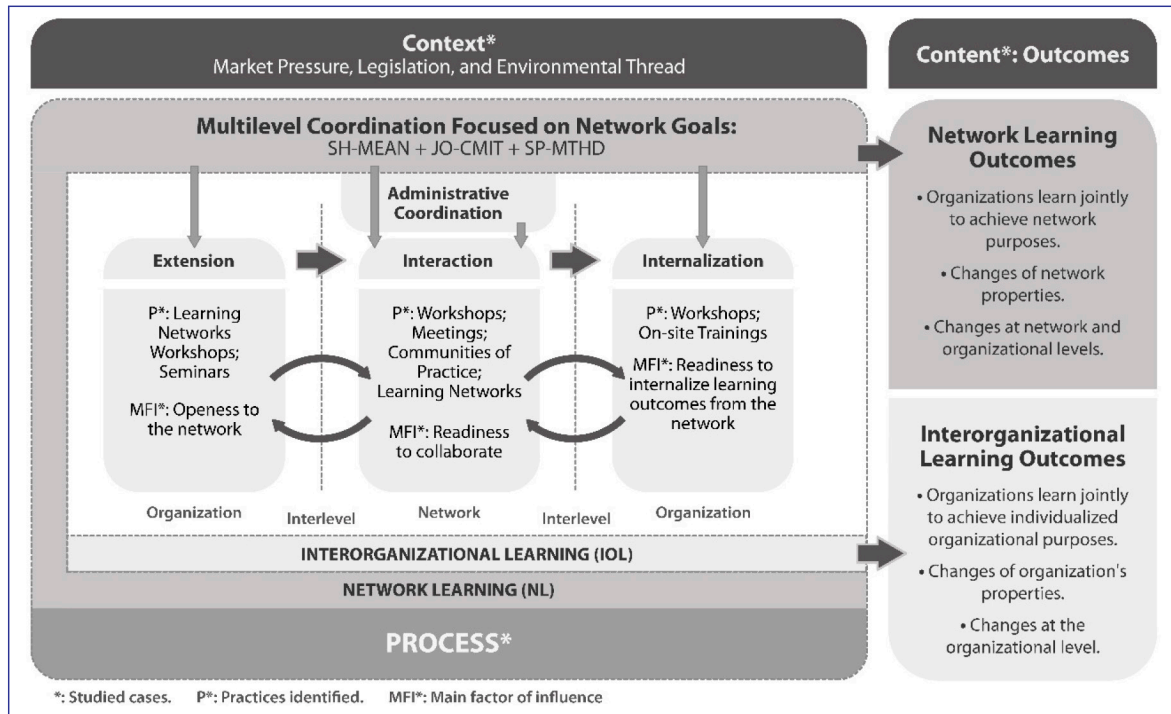 Context*
Market Pressure, Legislation, and Environmental Thread
Content*: Outcomes
Multilevel Coordination Focused on Network Goals:
SH-MEAN + JO-CMIT + SP-MTHD
Administrative
Coordination
Extension
Interaction
Internalization
P*: Learning
Networks
Workshops;
Seminars
MFI*: Openess to
the network
P*: Workshops;
Meetings;
Communities of
Practice;
Learning Networks
MFI*: Readiness
to collaborate
P*: Workshops;
On-site Trainings
MFI*: Readiness to
internalize learning
outcomes from the
network
Organization
Interlevel
Network
Interlevel
Organization
INTERORGANIZATIONAL LEARNING (IOL)
NETWORK LEARNING (NL)
PROCESS*
Network Learning
Outcomes
• Organizations learn jointly
to achieve network
purposes.
• Changes of network
properties.
• Changes at network and
organizational levels.
Interorganizational
Learning Outcomes
• Organizations learn jointly
to achieve individualized
organizational purposes.
• Changes of organization's
properties.
• Changes at the
organizational level.
*: Studied cases. P*: Practices identified. MFI*: Main factor of influence